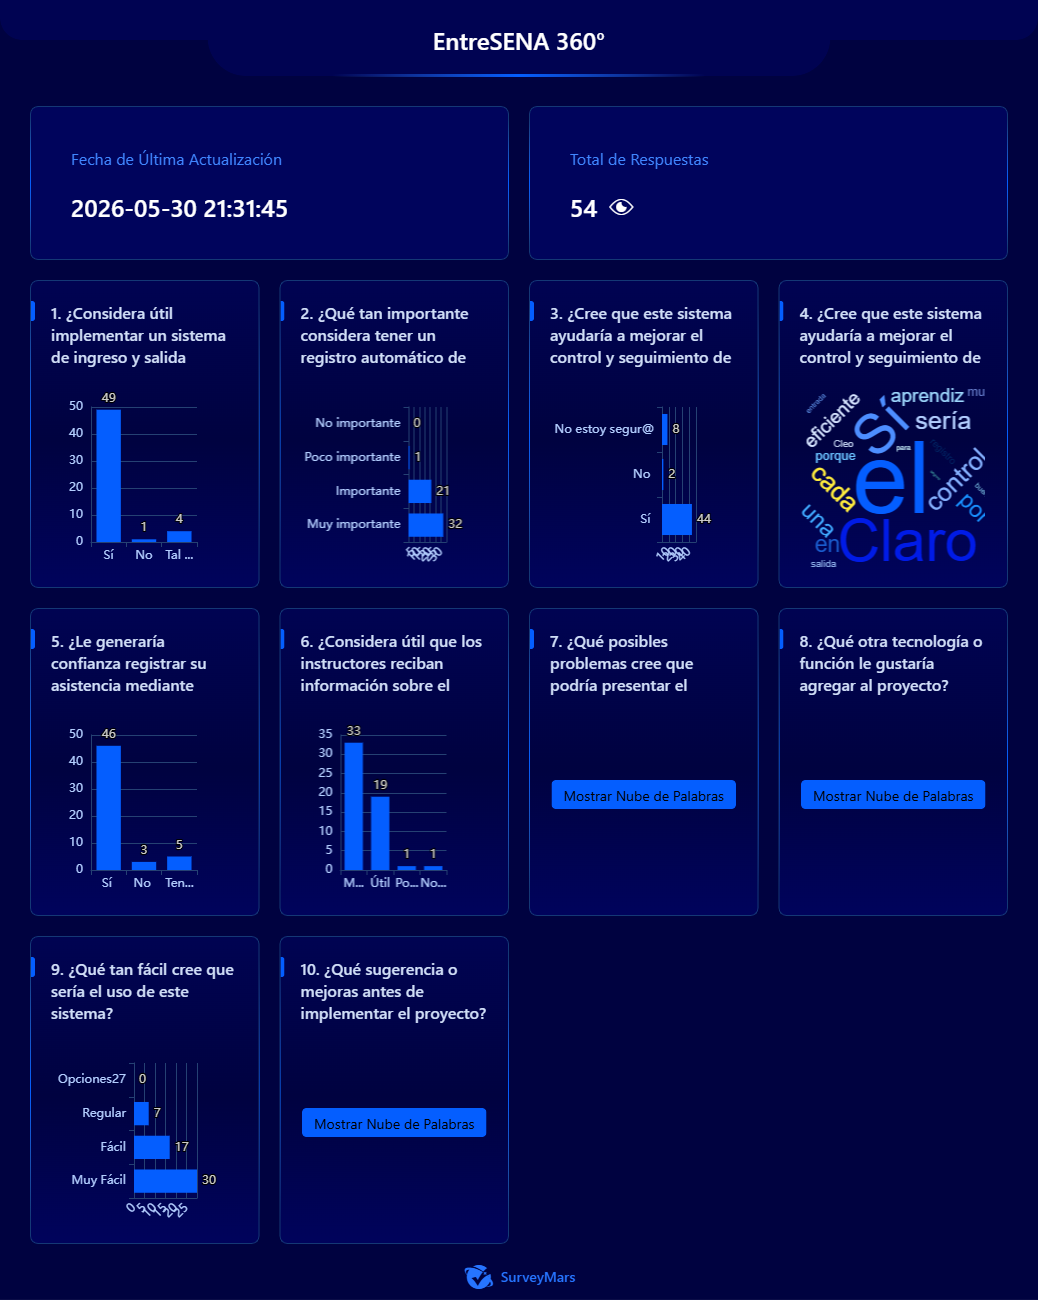 EntreSENA 360°
Fecha de Última Actualización
2026-05-30 21:31:45
Total de Respuestas
54
1. ¿Considera útil
implementar un sistema
de ingreso y salida
50
40
30
20
10
0
49
1
4
Sí
No
Tal ...
2. ¿Qué tan importante
considera tener un
registro automático de
No importante
0
Poco importante
1
Importante
21
Muy importante
32
3. ¿Cree que este sistema
ayudaría a mejorar el
control y seguimiento de
No estoy segur@
8
No
2
Sí
44
4. ¿Cree que este sistema
ayudaría a mejorar el
control y seguimiento de
entrada
eficiente
Sí
aprendiz
mu
sería
Cleo
porque
para
el
cada
control
por
una
en
Claro
salida
5. ¿Le generaría
confianza registrar su
asistencia mediante
50
40
30
20
10
0
46
3
5
Sí
No
Ten...
6. ¿Considera útil que los
instructores reciban
información sobre el
35
30
25
20
15
10
5
0
33
19
1
1
M...
Útil
Po...
No...
7. ¿Qué posibles
problemas cree que
podría presentar el
Mostrar Nube de Palabras
8. ¿Qué otra tecnología o
función le gustaría
agregar al proyecto?
Mostrar Nube de Palabras
9. ¿Qué tan fácil cree que
sería el uso de este
sistema?
Opciones27
0
Regular
7
Fácil
17
Muy Fácil
30
0
5
10
15
20
25
10. ¿Qué sugerencia o
mejoras antes de
implementar el proyecto?
Mostrar Nube de Palabras
SurveyMars